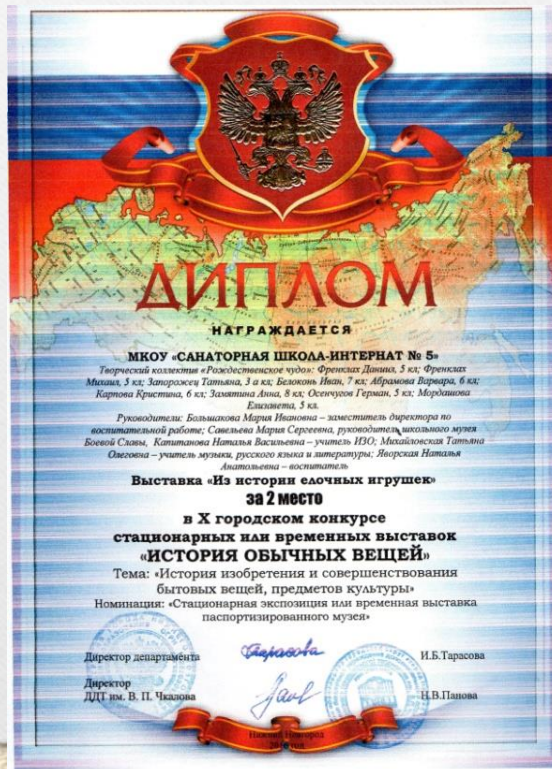 ДИПЛОМ
НАГРАЖДАЕТСЯ
МКОУ «САНАТОРНАЯ ШКОЛА-ИНТЕРНАТ № 5»
Творческий коллектив «Рождественское чудо»: Френклах Даниил, 5 кл; Френклах
Михаил, 5 кл; Запорожец Татьяна, 3 а кл; Белоконь Иван, 7 кл; Абрамова Варвара, 6 кл;
Карпова Кристина, 6 кл; Замятина Анна, 8 кл; Осенчугов Герман, 5 кл; Мордашова
Елизавета, 5 кл.
Руководители: Большакова Мария Ивановна – заместитель директора по
воспитательной работе; Савельева Мария Сергеевна, руководитель школьного музея
Боевой Славы, Капитанова Наталья Васильевна – учитель ИЗО; Михайловская Татьяна
Олеговна – учитель музыки, русского языка и литературы; Яворская Наталья
Анатольевна – воспитатель
Выставка «Из истории елочных игрушек»
за 2 место
в X городском конкурсе
стационарных или временных выставок
«ИСТОРИЯ ОБЫЧНЫХ ВЕЩЕЙ»
Тема: «История изобретения и совершенствования
бытовых вещей, предметов культуры»
Номинация: «Стационарная экспозиция или временная выставка
паспортизированного музея»
Директор департамента И.Б.Тарасова
Директор
ДДТ им. В. П. Чкалова Н.В.Панова
Нижний Новгород
год